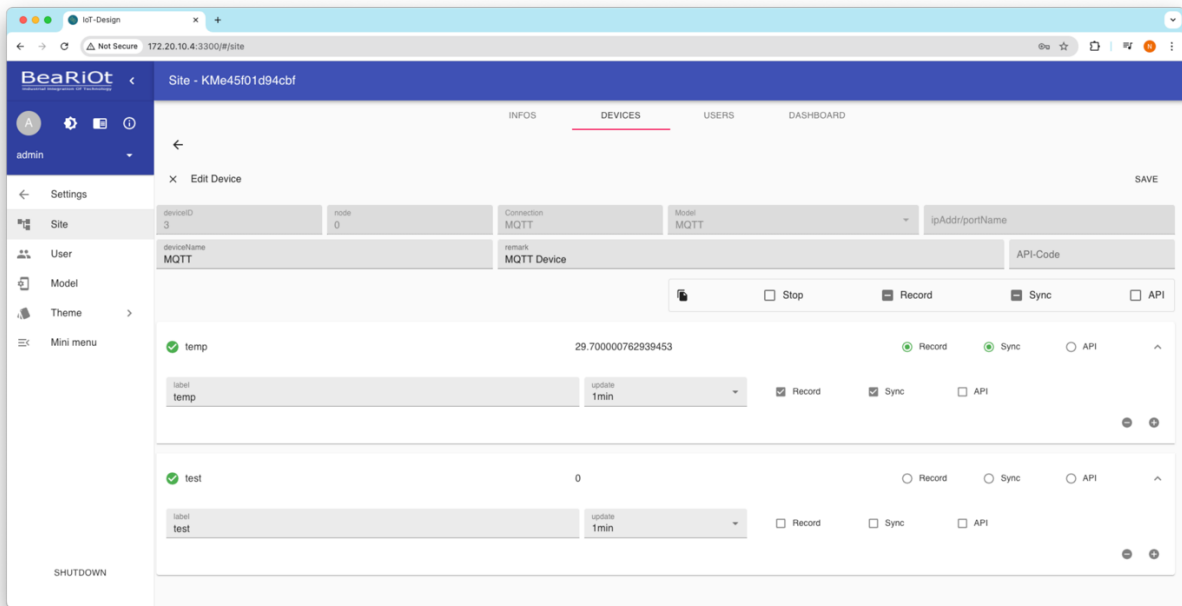 IoT-Design
Not Secure 172.20.10.4:3300/#/site
N
BeaRiOt
Industrial Integration Of Technology
Site - KMe45f01d94cbf
A
admin
INFOS DEVICES USERS DASHBOARD
Edit Device SAVE
Settings
Site
User
Model
Theme
Mini menu
SHUTDOWN
deviceID node Connection Model
3 0 MQTT MQTT ipAddr/portName
deviceName remark
MQTT MQTT Device API-Code
Stop Record Sync API
temp 29.700000762939453 Record Sync API
label update
temp 1min Record Sync API
test 0 Record Sync API
label update
test 1min Record Sync API